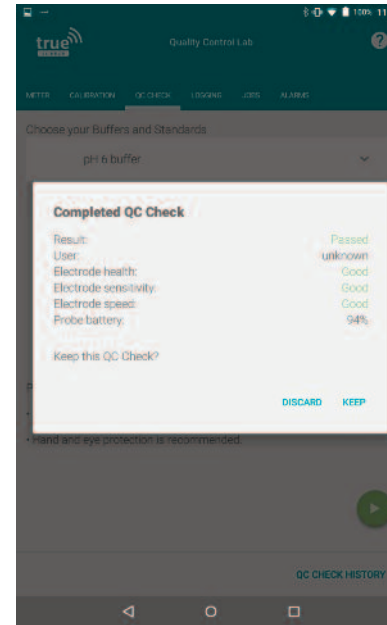 100% 11
true
Quality Control Lab
?
METER CALIBRATION QC CHECK LOGGING JOBS ALARMS
Choose your Buffers and Standards
pH 6 buffer
Completed QC Check
Result: Passed
User: unknown
Electrode health: Good
Electrode sensitivity: Good
Electrode speed: Good
Probe battery: 94%
Keep this QC Check?
DISCARD KEEP
• Hand and eye protection is recommended.
QC CHECK HISTORY